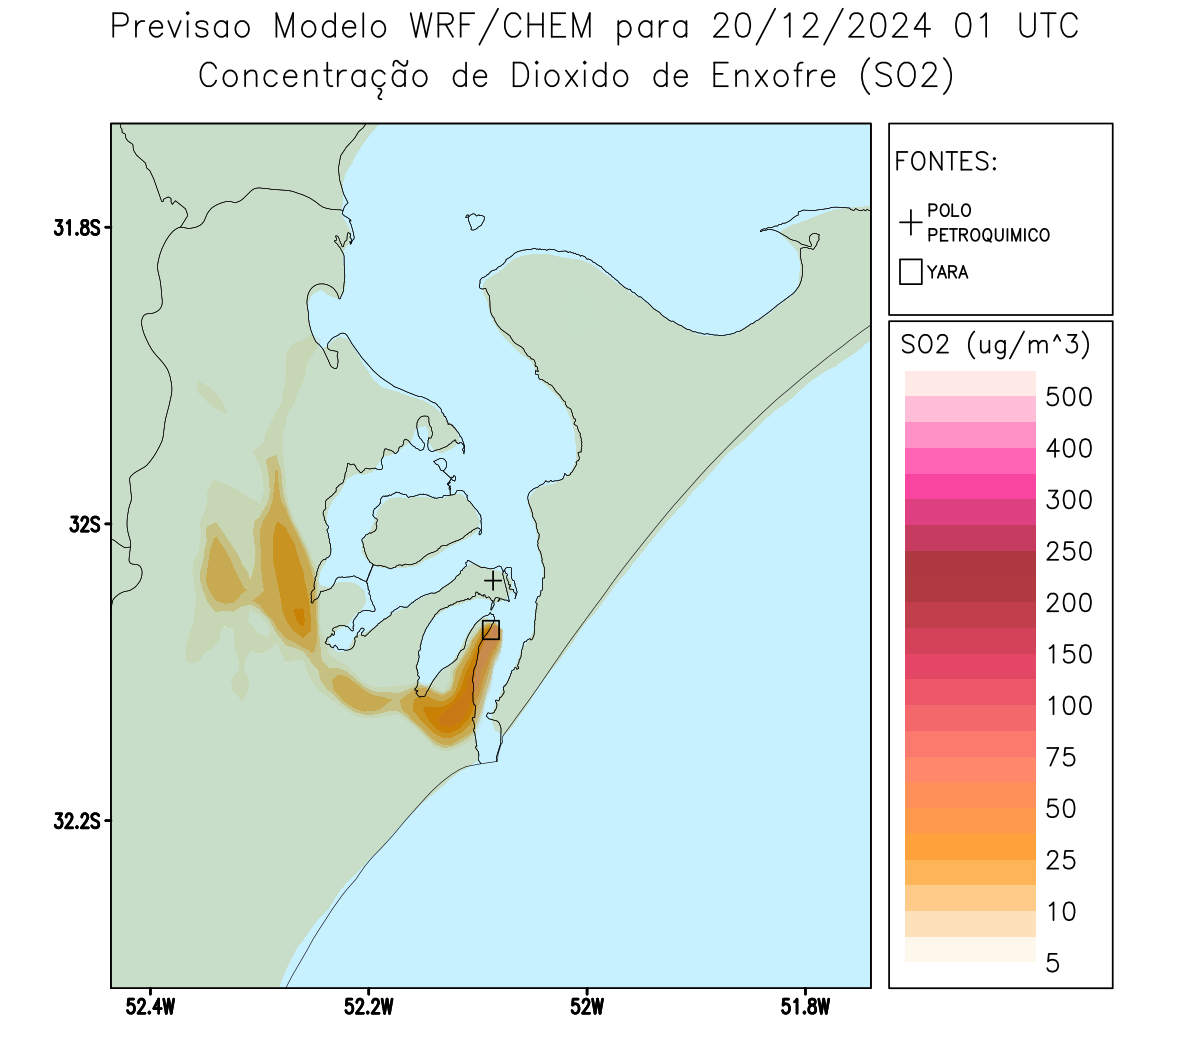 Previsao Modelo WRF/CHEM para 20/12/2024 01 UTC
Concentração de Dioxido de Enxofre (SO2)
FONTES:
POLO
PETROQUIMICO
YARA
SO2 (ug/m^3)
500
400
300
250
200
150
100
75
50
25
10
5
31.8S
32S
32.2S
52.4W
52.2W
52W
51.8W